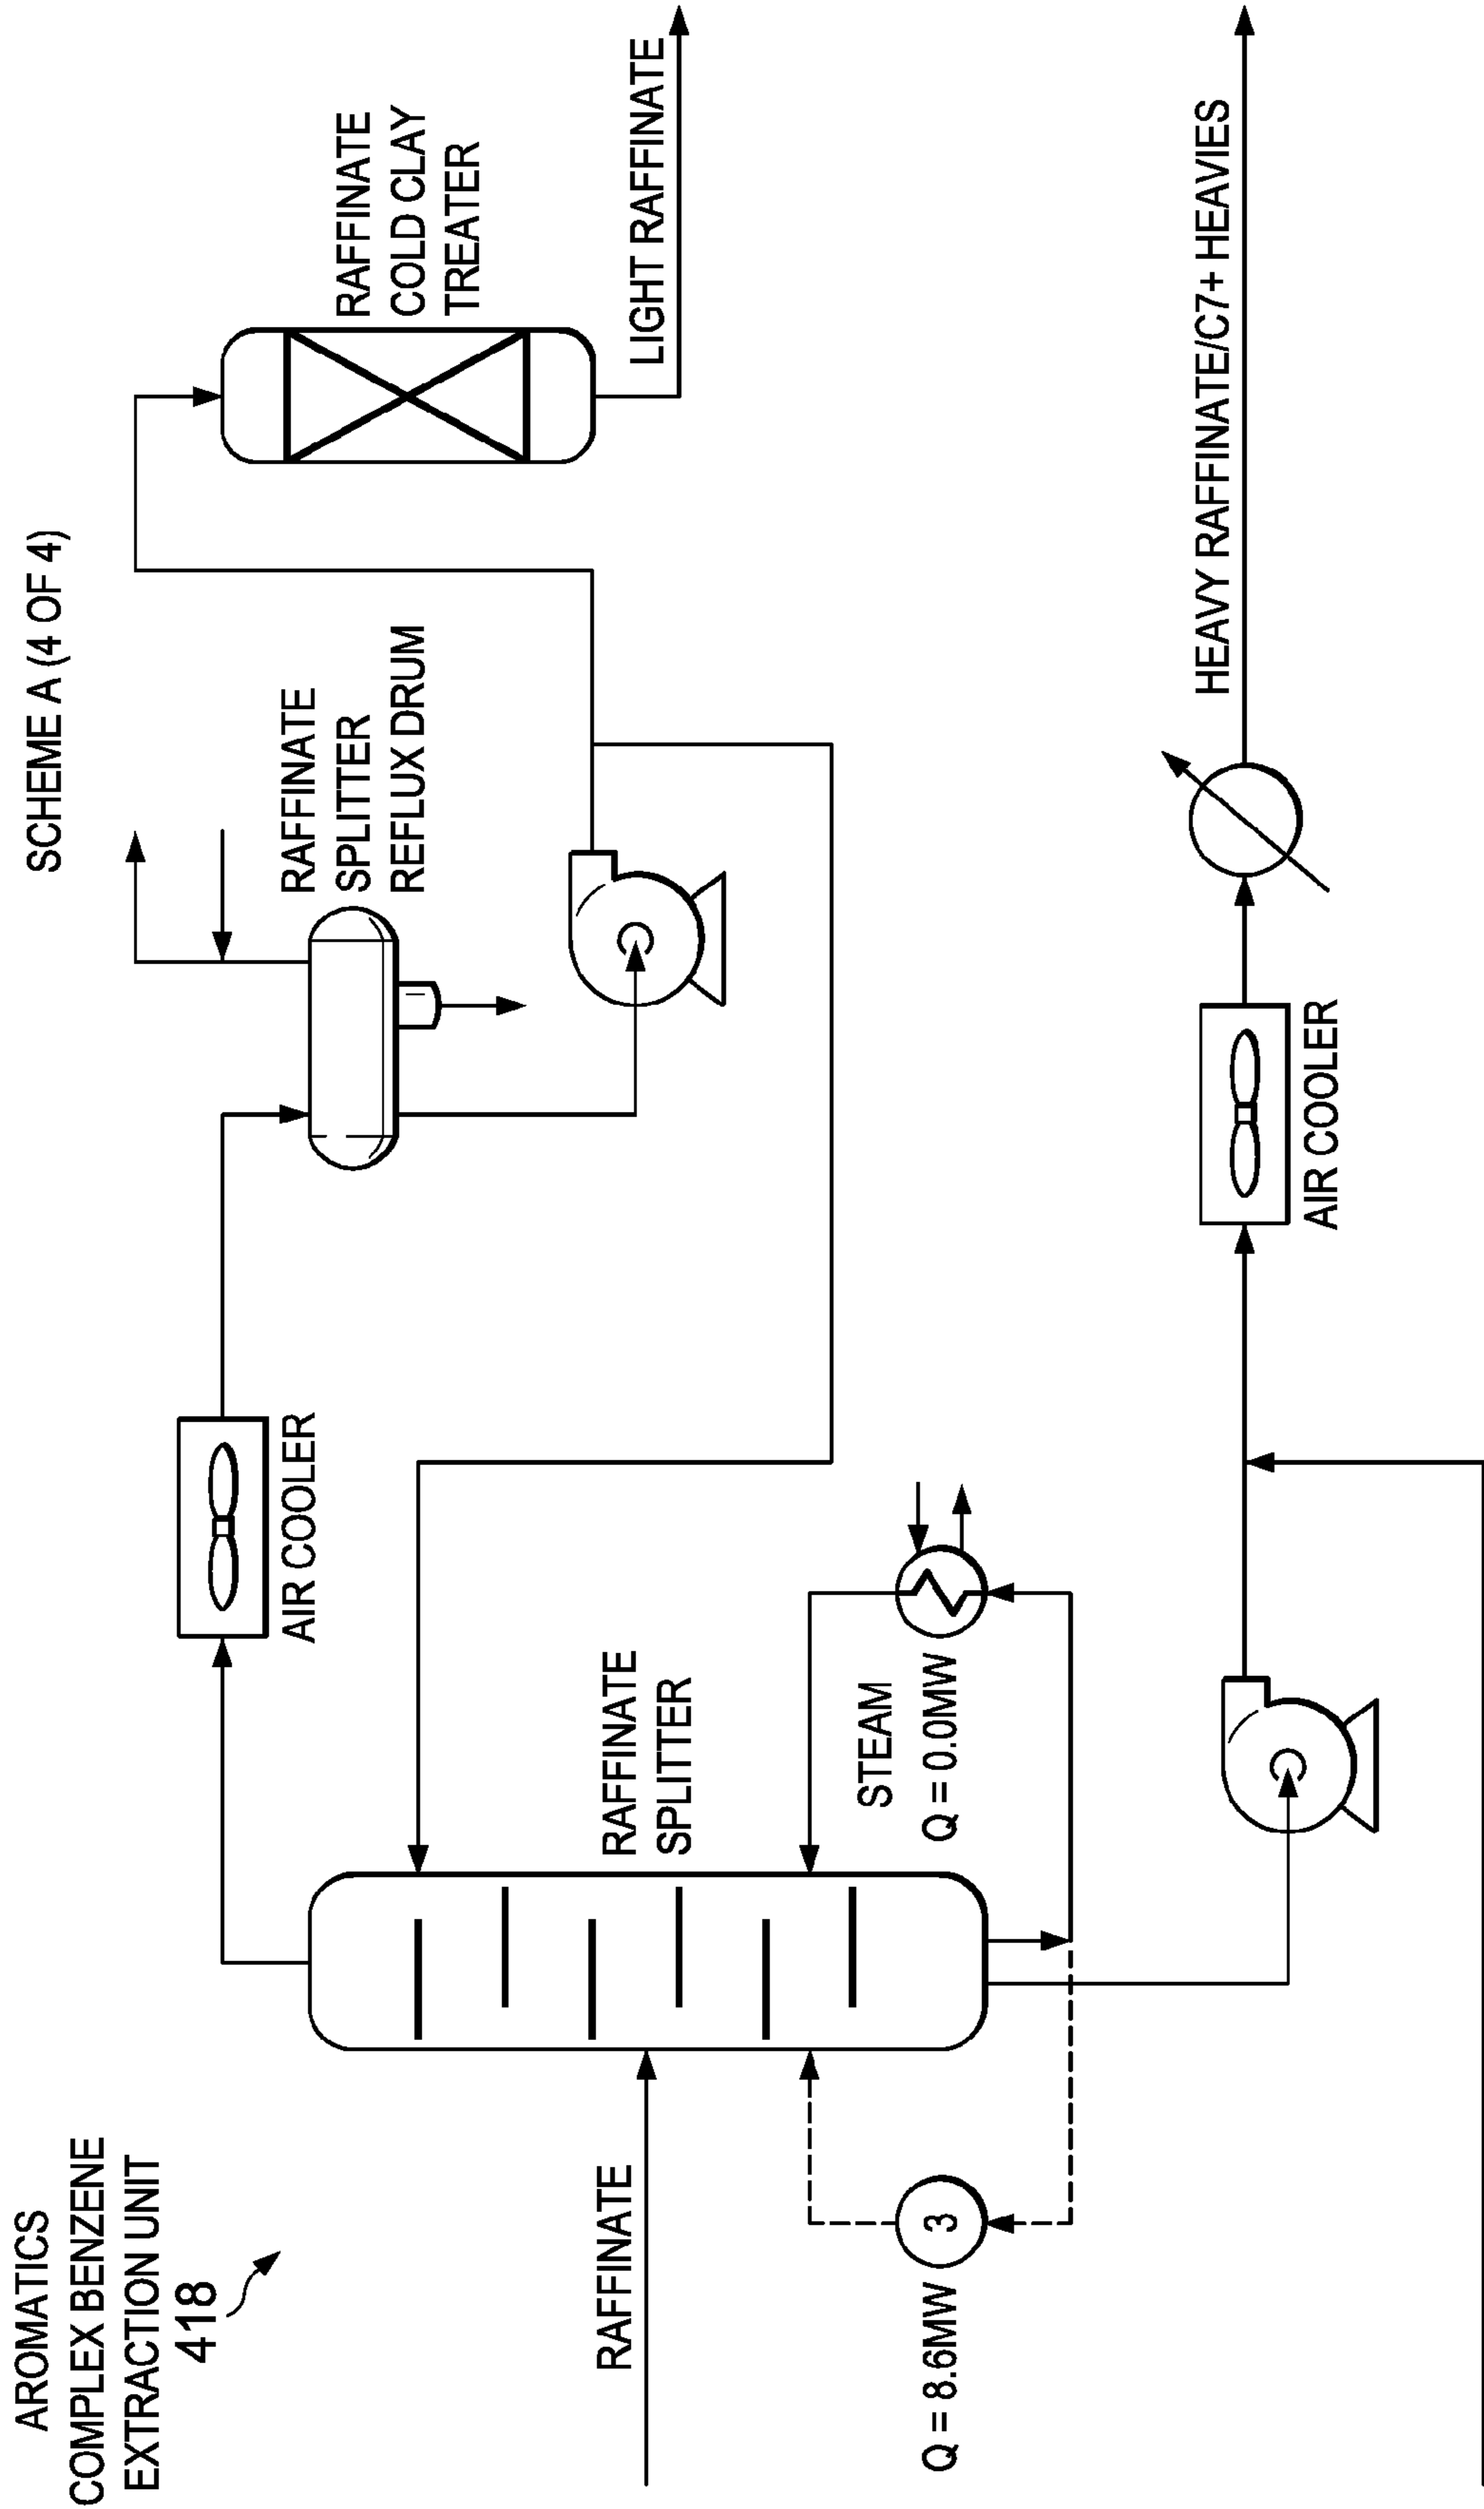 AROMATICS
COMPLEX BENZENE
EXTRACTION UNIT
418
SCHEME A (4 OF 4)
AIR COOLER
RAFFINATE
SPLITTER
REFLUX DRUM
RAFFINATE
COLD CLAY
TREATER
LIGHT RAFFINATE
RAFFINATE
RAFFINATE
SPLITTER
STEAM
Q = 0.0MW
Q = 8.6MW
3
AIR COOLER
HEAVY RAFFINATE/C7+ HEAVIES